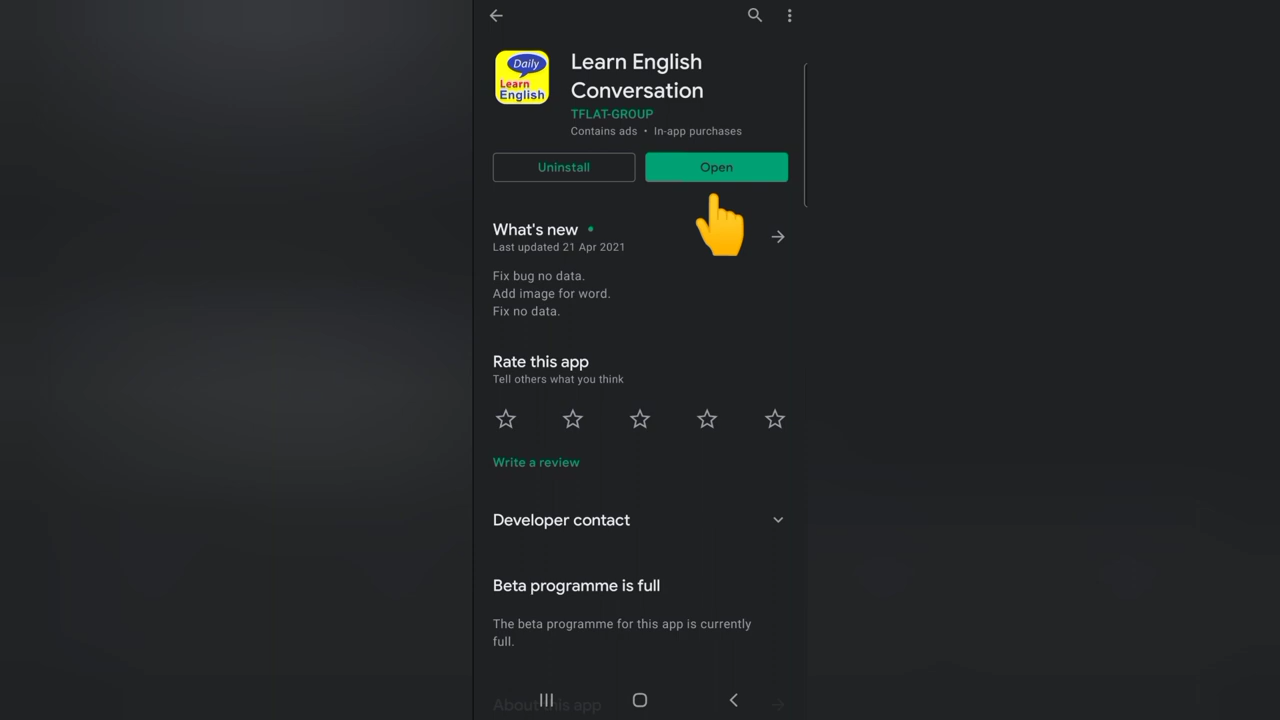 Daily
Learn
English
Learn English
Conversation
TFLAT-GROUP
Contains ads • In-app purchases
Uninstall
Open
What's new •
Last updated 21 Apr 2021
Fix bug no data.
Add image for word.
Fix no data.
Rate this app
Tell others what you think
Write a review
Developer contact
Beta programme is full
The beta programme for this app is currently
full.
About this app